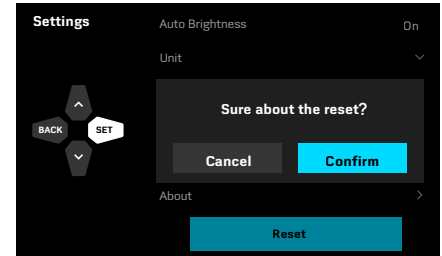 Settings
Auto Brightness
On
Unit
Sure about the reset?
BACK
SET
Cancel
Confirm
About
Reset